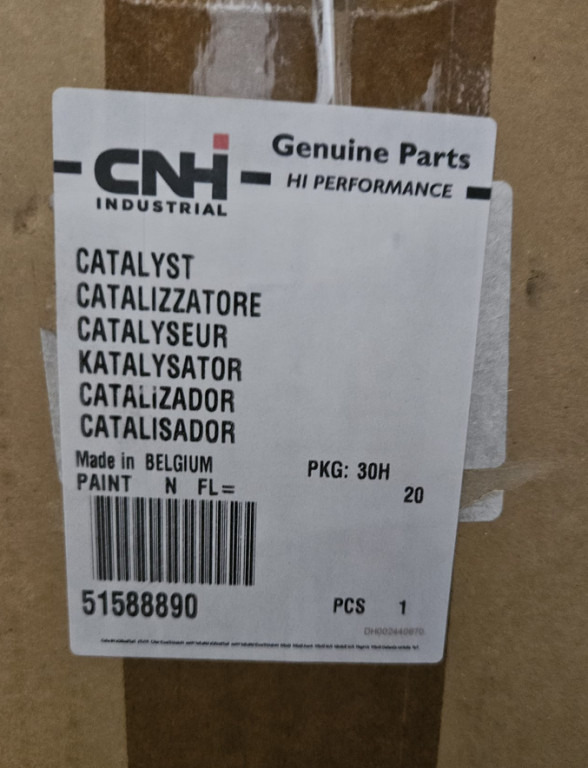 CNH
INDUSTRIAL
Genuine Parts
HI PERFORMANCE
CATALYST
CATALIZZATORE
CATALYSEUR
KATALYSATOR
CATALIZADOR
CATALISADOR
Made in BELGIUM
PKG: 30H
PAINT N FL=
20
51588890
PCS 1
DH002440870